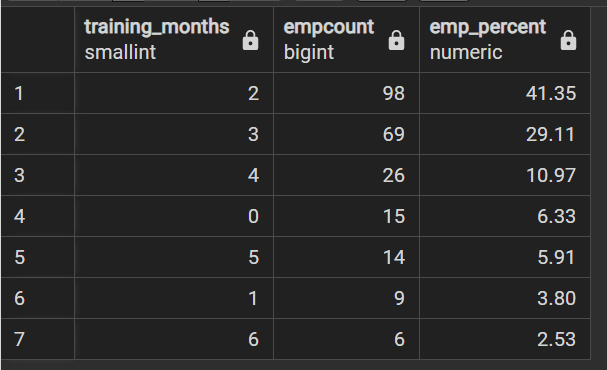 training_months empcount emp_percent
smallint bigint numeric
1 2 98 41.35
2 3 69 29.11
3 4 26 10.97
4 0 15 6.33
5 5 14 5.91
6 1 9 3.80
7 6 6 2.53